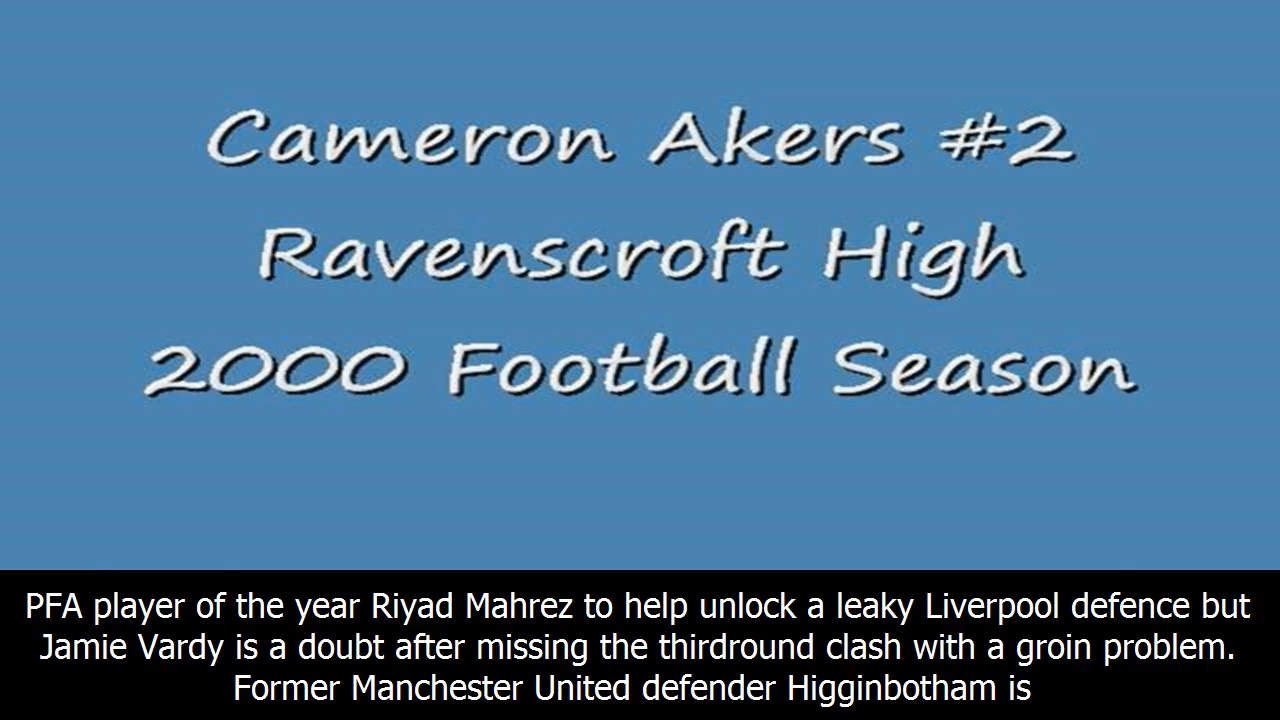 Cameron Akers #2
Ravenscroft High
2000 Football Season
PFA player of the year Riyad Mahrez to help unlock a leaky Liverpool defence but
Jamie Vardy is a doubt after missing the thirdround clash with a groin problem.
Former Manchester United defender Higginbotham is